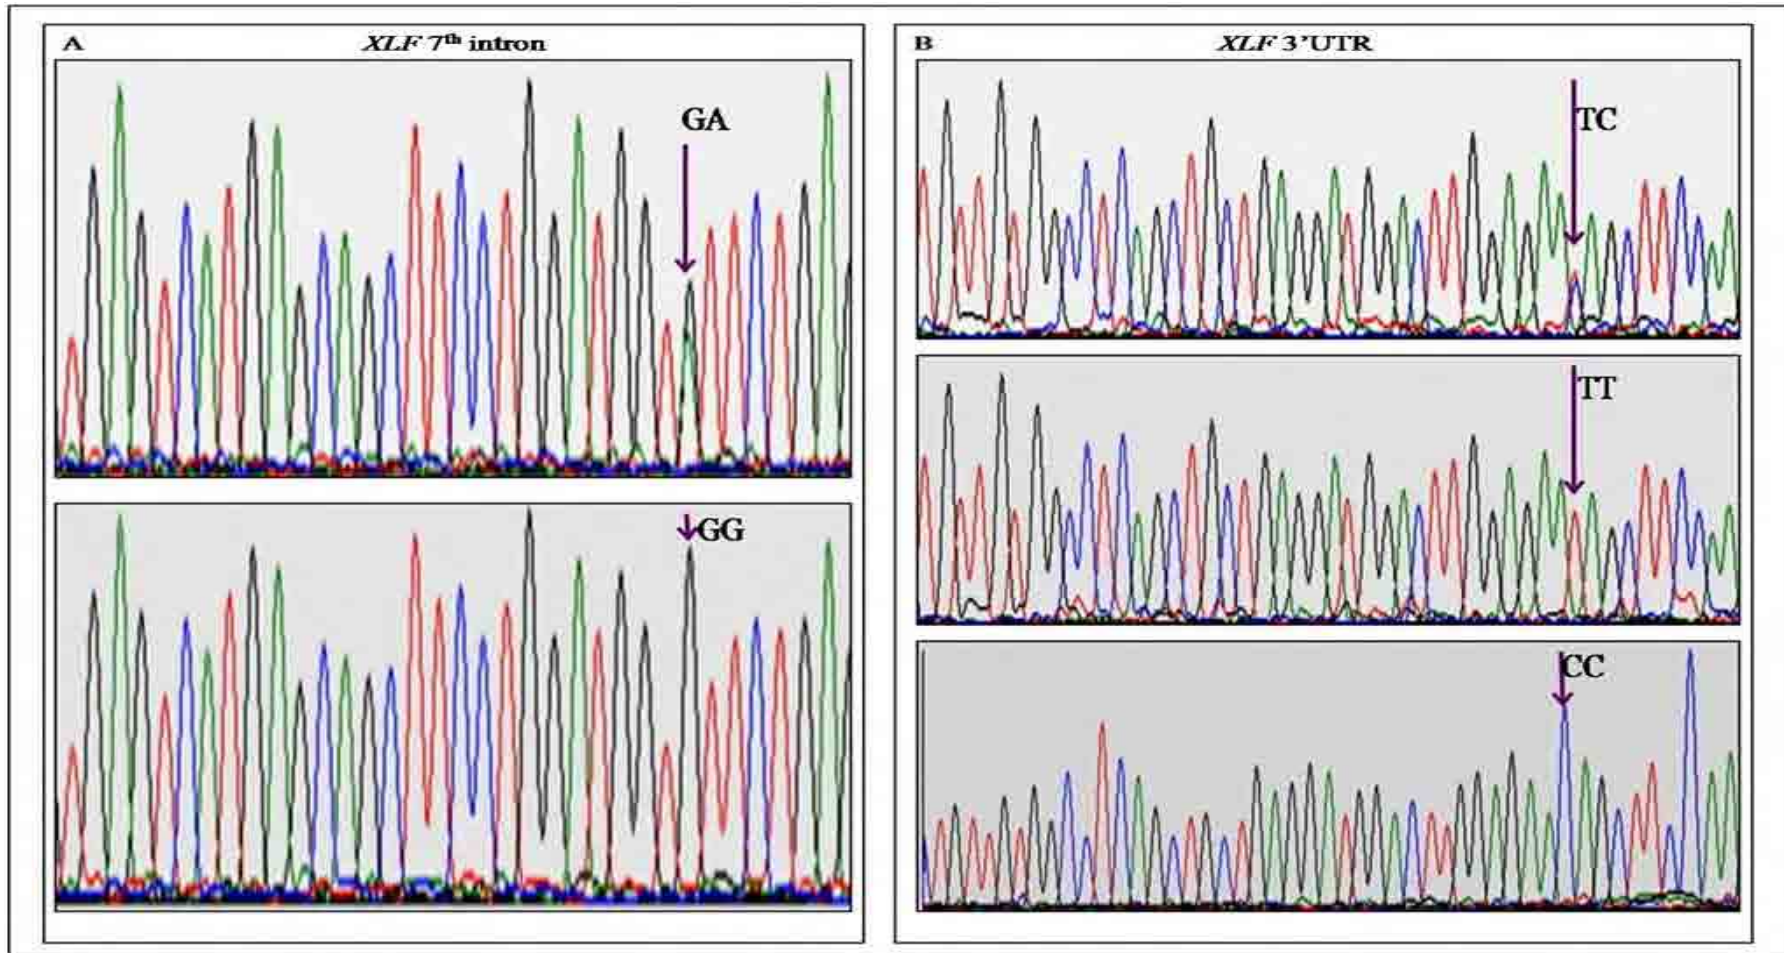 A XLF 7th intron
GA
GG
B XLF 3'UTR
TC
TT
CC